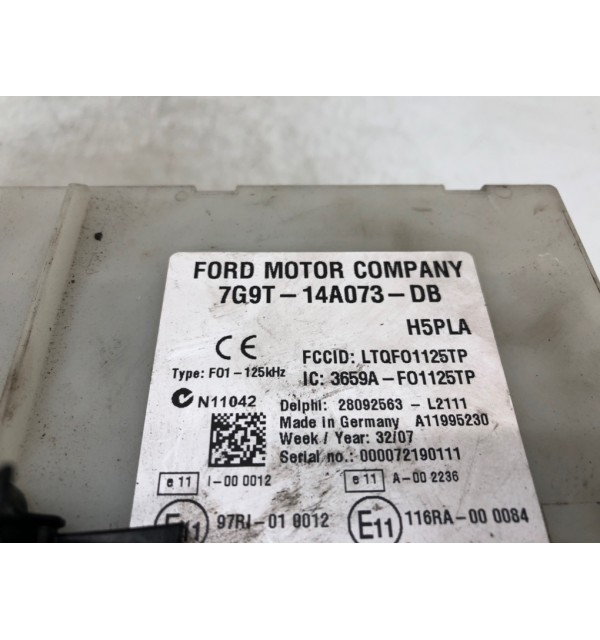 FORD MOTOR COMPANY
7G9T-14A073-DB
H5PLA
CE
FCCID: LTQFO1125TP
Type: FO1-125kHz
IC: 3659A-FO1125TP
N11042
Delphi: 28092563 - L2111
Made in Germany A11995230
Week / Year: 32/07
Serial no.: 000072190111
e 11 I-00 0012
e 11 A-00 2236
E11 97RI-01 0012
E11 116RA-00 0084